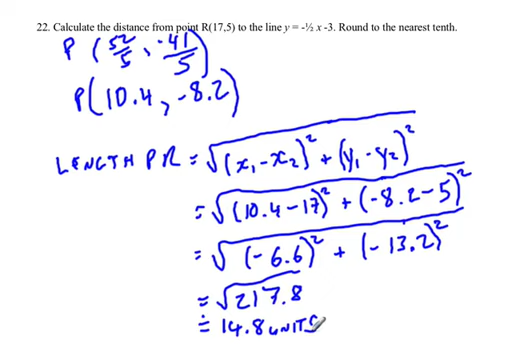 22. Calculate the distance from point R(17,5) to the line y = -½ x -3. Round to the nearest tenth.
P (52/5, -41/5)
P(10.4, -8.2)
LENGTH PR = √(x₁-x₂)² + (y₁-y₂)²
= √(10.4-17)² + (-8.2-5)²
= √(-6.6)² + (-13.2)²
= √217.8
≐ 14.8 UNITS